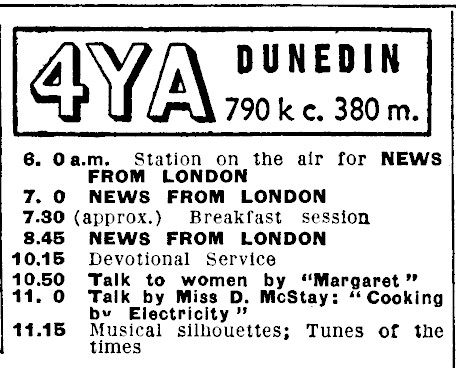 4YA DUNEDIN
790 k c. 380 m.
6. 0 a.m. Station on the air for NEWS
FROM LONDON
7. 0 NEWS FROM LONDON
7.30 (approx.) Breakfast session
8.45 NEWS FROM LONDON
10.15 Devotional Service
10.50 Talk to women by "Margaret"
11. 0 Talk by Miss D. McStay: "Cooking
by Electricity"
11.15 Musical silhouettes; Tunes of the
times